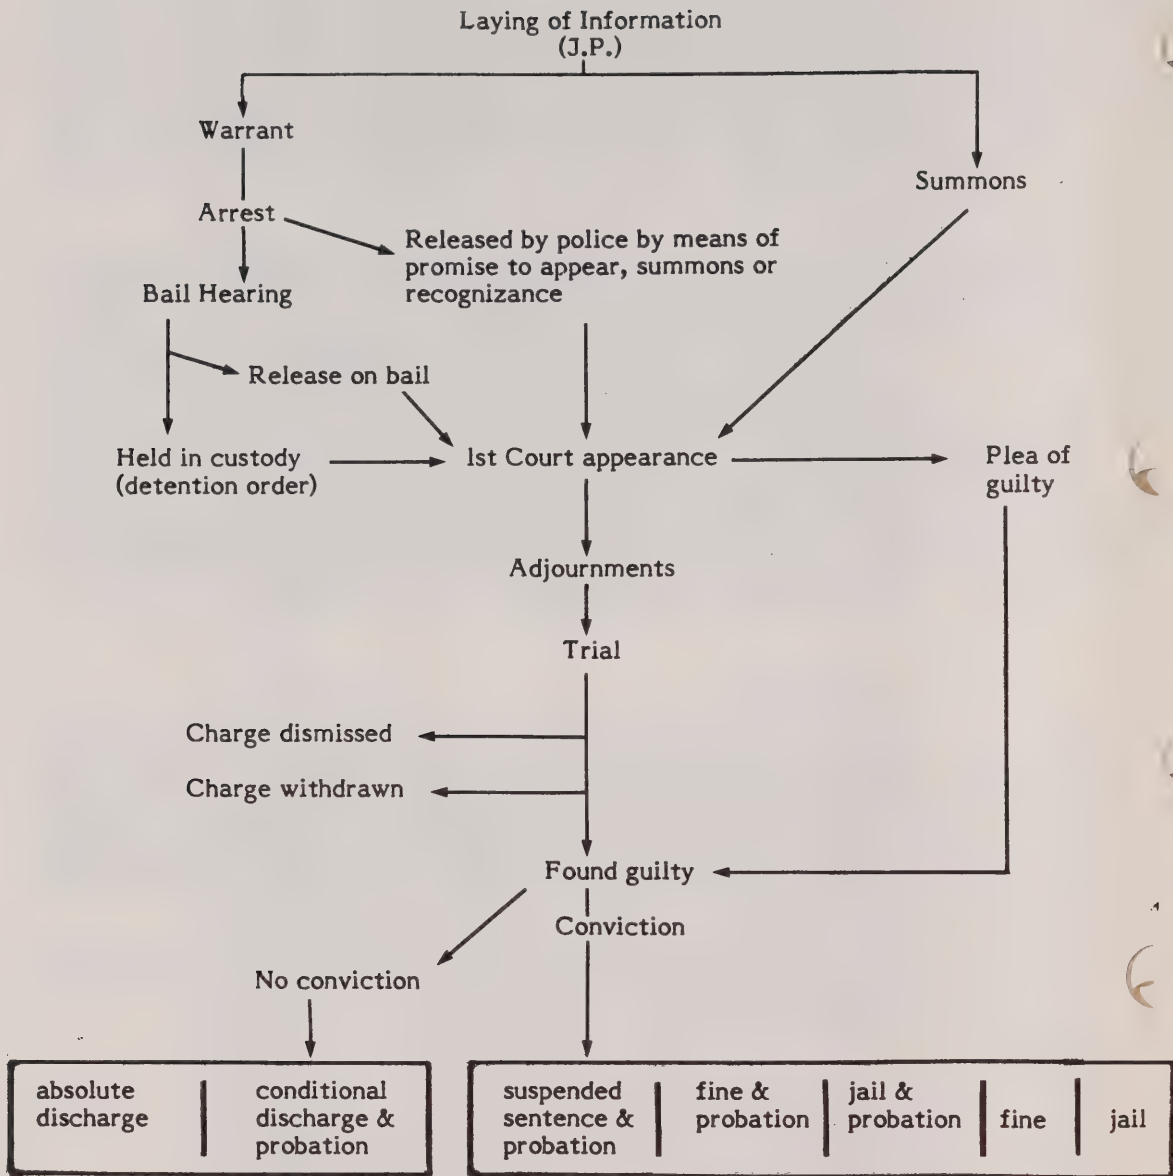 Laying of Information
(J.P.)
Warrant
Summons
Arrest
Released by police by means of
promise to appear, summons or
recognizance
Bail Hearing
Release on bail
Held in custody
(detention order)
1st Court appearance
Plea of
guilty
Adjournments
Trial
Charge dismissed
Charge withdrawn
Found guilty
Conviction
No conviction
absolute
discharge
conditional
discharge &
probation
suspended
sentence &
probation
fine &
probation
jail &
probation
fine
jail